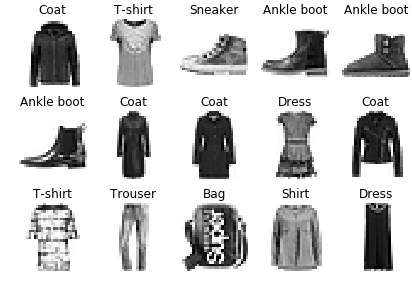 Coat T-shirt Sneaker Ankle boot Ankle boot
Ankle boot Coat Coat Dress Coat
T-shirt Trouser Bag Shirt Dress